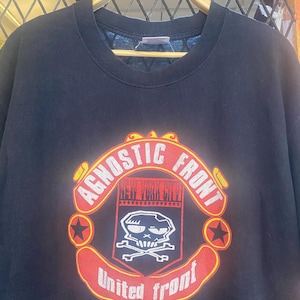 AGNOSTIC FRONT
NEW YORK CITY
United front